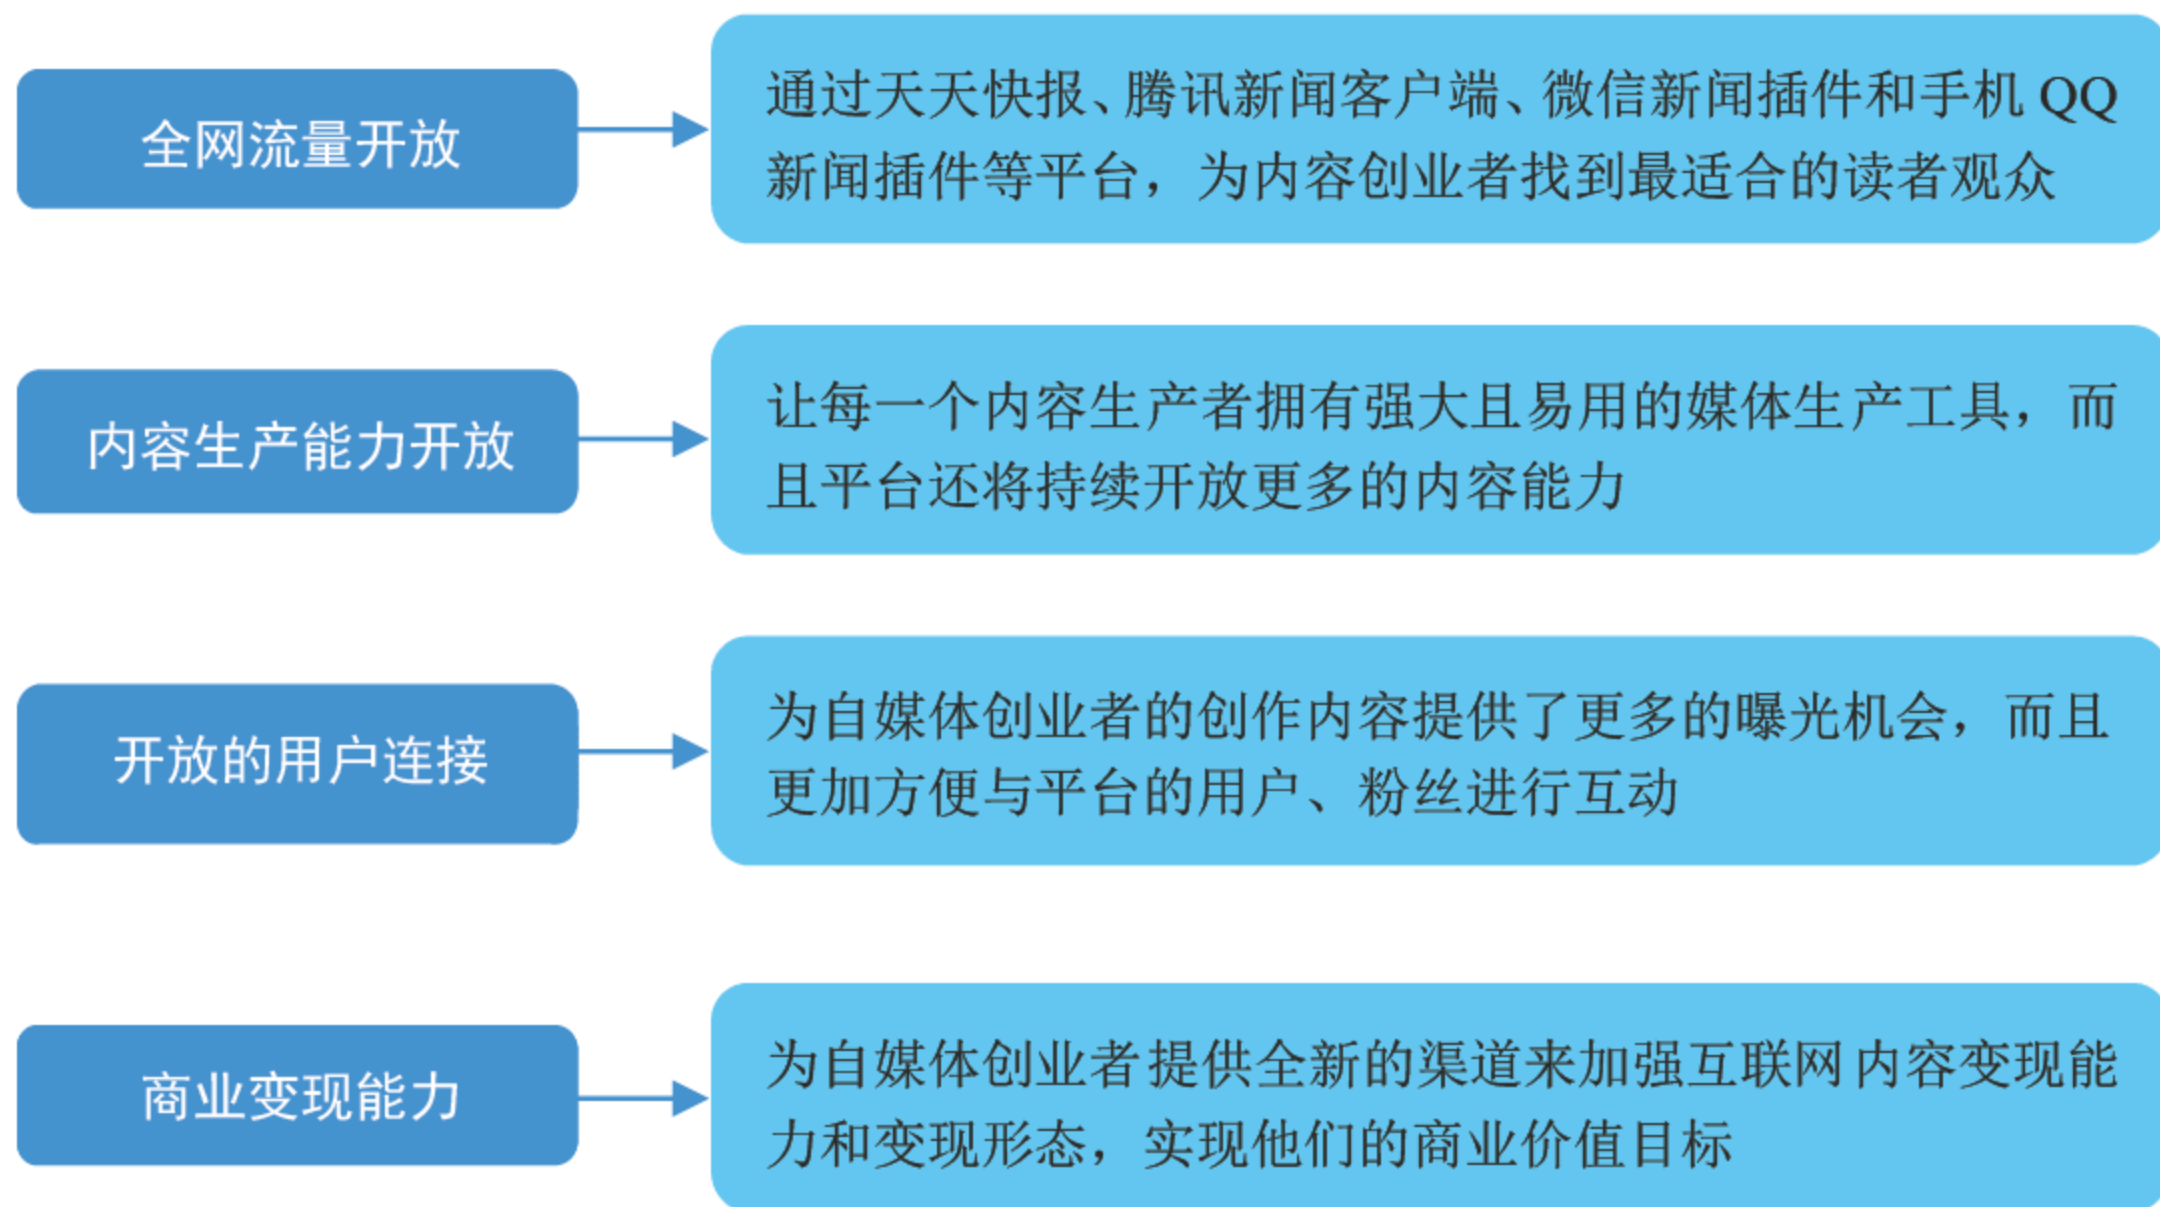 全网流量开放
通过天天快报、腾讯新闻客户端、微信新闻插件和手机 QQ
新闻插件等平台，为内容创业者找到最适合的读者观众
内容生产能力开放
让每一个内容生产者拥有强大且易用的媒体生产工具，而
且平台还将持续开放更多的内容能力
开放的用户连接
为自媒体创业者的创作内容提供了更多的曝光机会，而且
更加方便与平台的用户、粉丝进行互动
商业变现能力
为自媒体创业者提供全新的渠道来加强互联网内容变现能
力和变现形态，实现他们的商业价值目标